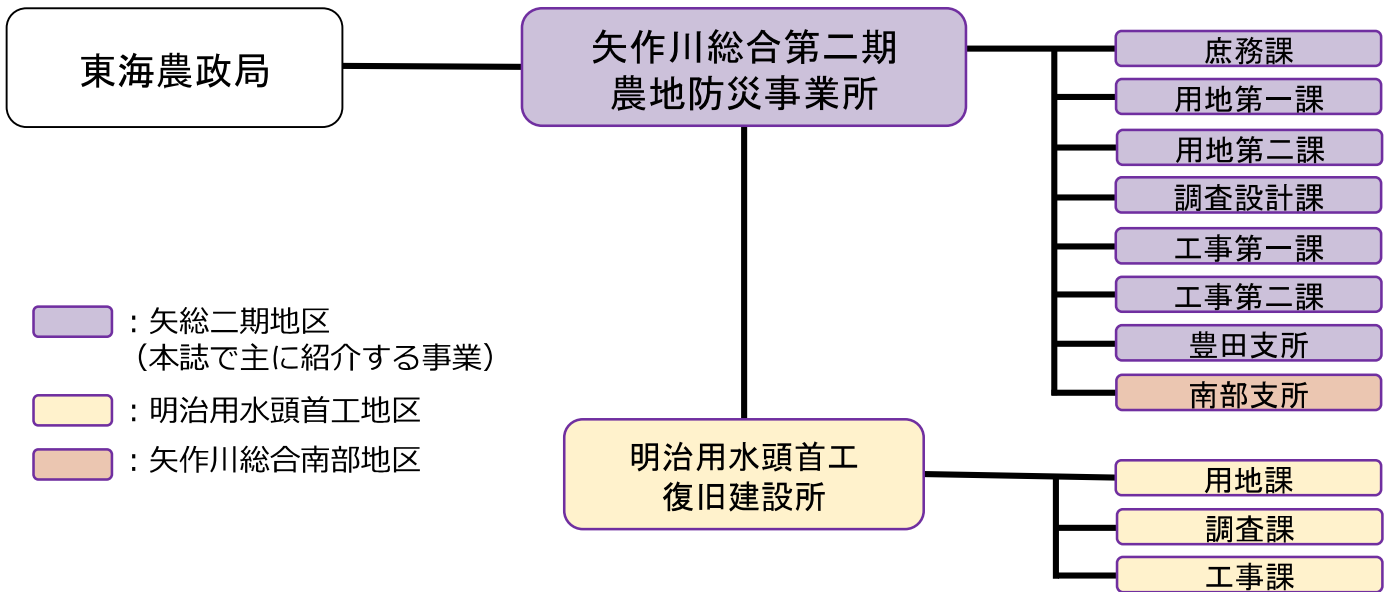 東海農政局
矢作川総合第二期
農地防災事業所
庶務課
用地第一課
用地第二課
調査設計課
工事第一課
工事第二課
豊田支所
南部支所
：矢総二期地区
（本誌で主に紹介する事業）
：明治用水頭首工地区
：矢作川総合南部地区
明治用水頭首工
復旧建設所
用地課
調査課
工事課